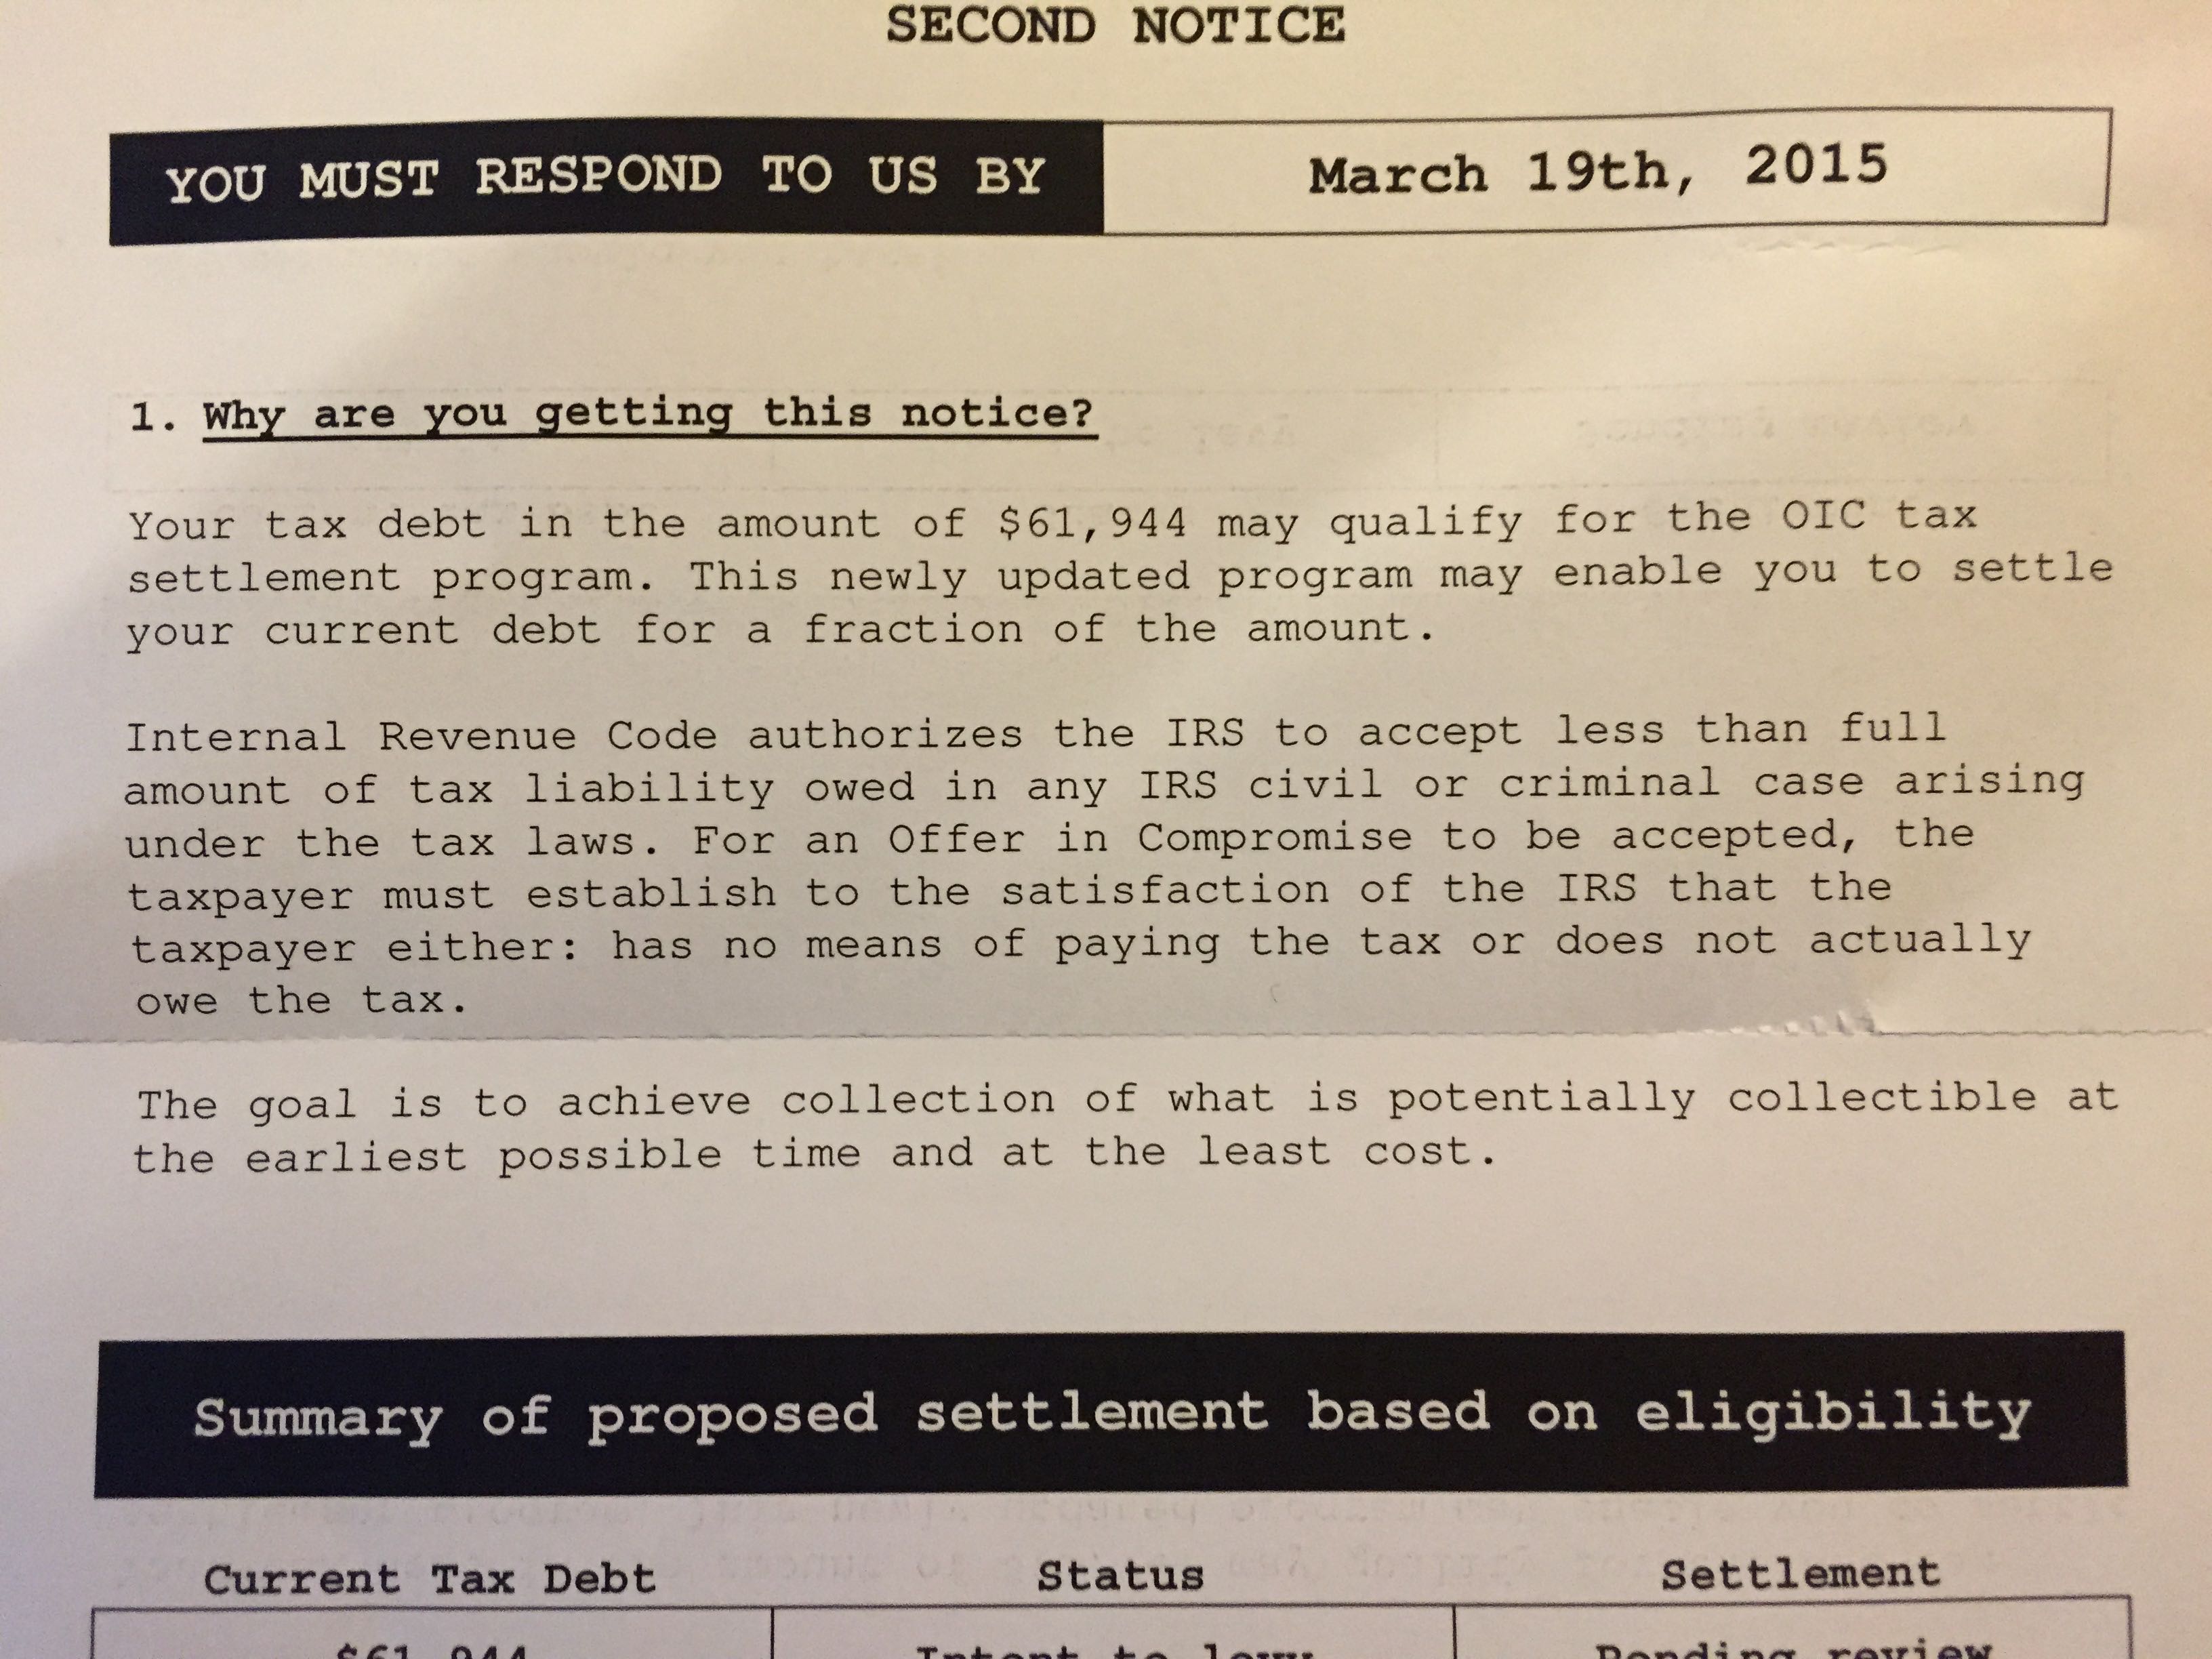 SECOND NOTICE
YOU MUST RESPOND TO US BY March 19th, 2015
1. Why are you getting this notice?
Your tax debt in the amount of $61,944 may qualify for the OIC tax
settlement program. This newly updated program may enable you to settle
your current debt for a fraction of the amount.
Internal Revenue Code authorizes the IRS to accept less than full
amount of tax liability owed in any IRS civil or criminal case arising
under the tax laws. For an Offer in Compromise to be accepted, the
taxpayer must establish to the satisfaction of the IRS that the
taxpayer either: has no means of paying the tax or does not actually
owe the tax.
The goal is to achieve collection of what is potentially collectible at
the earliest possible time and at the least cost.
Summary of proposed settlement based on eligibility
Current Tax Debt Status Settlement
$61,944 Intent to levy Pending review